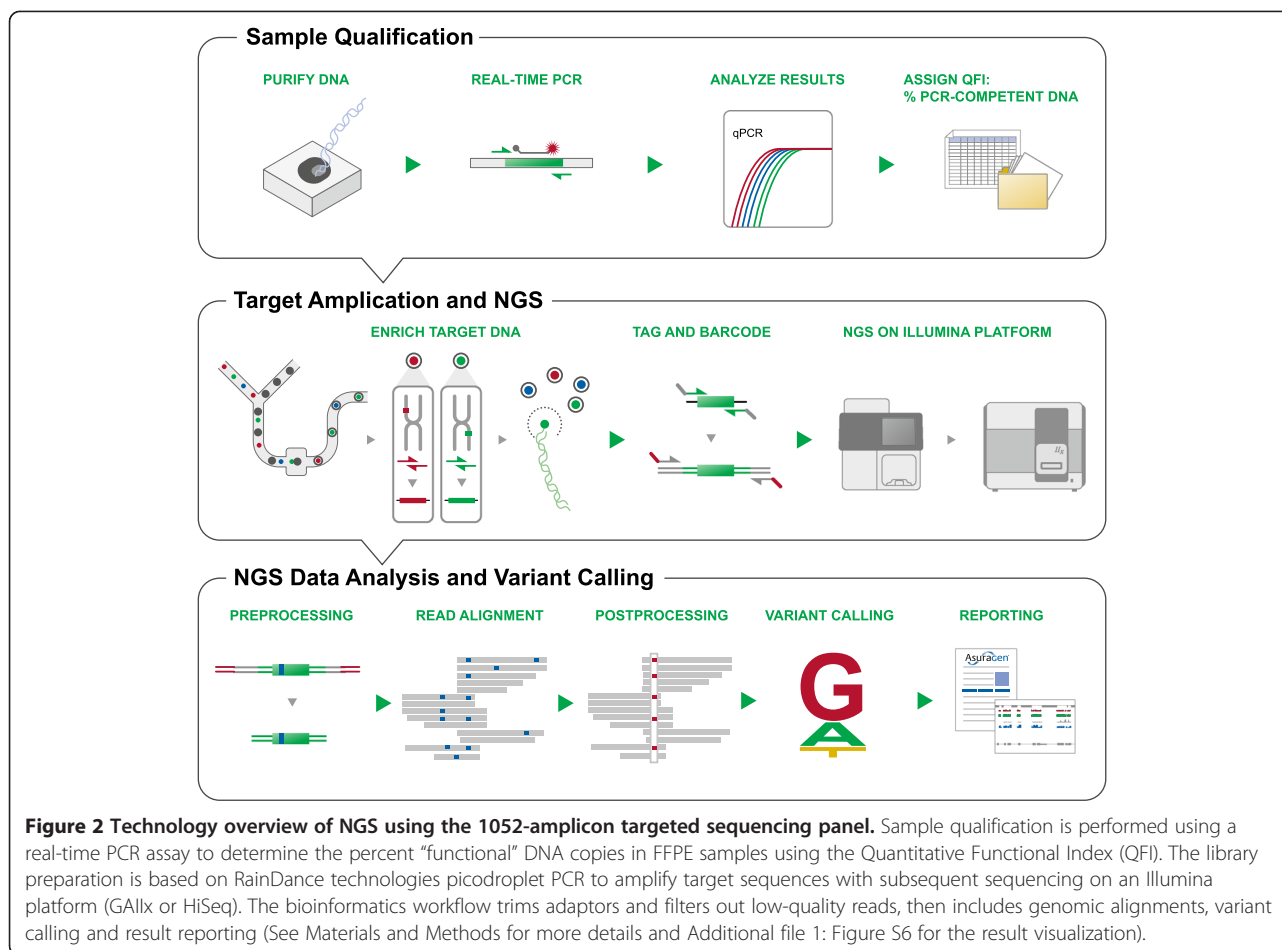 Sample Qualification
PURIFY DNA
REAL-TIME PCR
ANALYZE RESULTS
ASSIGN QFI:
% PCR-COMPETENT DNA
qPCR
Target Amplication and NGS
ENRICH TARGET DNA
TAG AND BARCODE
NGS ON ILLUMINA PLATFORM
IIx
NGS Data Analysis and Variant Calling
PREPROCESSING
READ ALIGNMENT
POSTPROCESSING
VARIANT CALLING
REPORTING
G
A
T
Asuragen
Figure 2 Technology overview of NGS using the 1052-amplicon targeted sequencing panel. Sample qualification is performed using a
real-time PCR assay to determine the percent “functional” DNA copies in FFPE samples using the Quantitative Functional Index (QFI). The library
preparation is based on RainDance technologies picodroplet PCR to amplify target sequences with subsequent sequencing on an Illumina
platform (GAIIx or HiSeq). The bioinformatics workflow trims adaptors and filters out low-quality reads, then includes genomic alignments, variant
calling and result reporting (See Materials and Methods for more details and Additional file 1: Figure S6 for the result visualization).